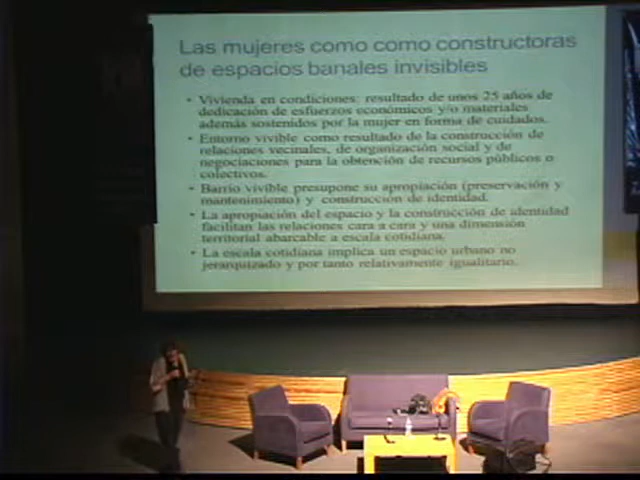 Las mujeres como como constructoras
de espacios banales invisibles
• Vivienda en condiciones: resultado de unos 25 años de
dedicación de esfuerzos económicos y/o materiales
además sostenidos por la mujer en forma de cuidados.
• Entorno vivible como resultado de la construcción de
relaciones vecinales, de organización social y de
negociaciones para la obtención de recursos públicos o
colectivos.
• Barrio vivible presupone su apropiación (preservación y
mantenimiento) y construcción de identidad.
• La apropiación del espacio y la construcción de identidad
facilitan las relaciones cara a cara y una dimensión
territorial abarcable a escala cotidiana.
• La escala cotidiana implica un espacio urbano no
jerarquizado y por tanto relativamente igualitario.